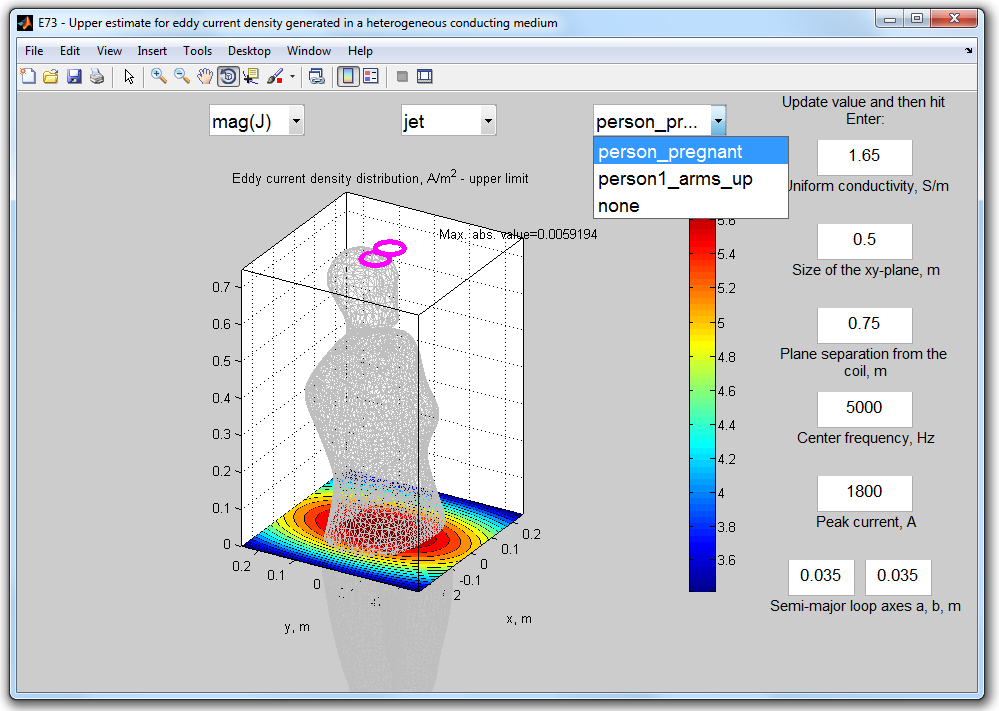 E73 - Upper estimate for eddy current density generated in a heterogeneous conducting medium
File Edit View Insert Tools Desktop Window Help
mag(J)
jet
person_pr...
person_pregnant
person1_arms_up
none
Update value and then hit
Enter:
1.65
Uniform conductivity, S/m
0.5
Size of the xy-plane, m
0.75
Plane separation from the
coil, m
5000
Center frequency, Hz
1800
Peak current, A
0.035 0.035
Semi-major loop axes a, b, m
Eddy current density distribution, A/m² - upper limit
Max. abs. value=0.0059194
0.7
0.6
0.5
0.4
0.3
0.2
0.1
0
0.2
0.1
0
y, m
0.2
0.1
0
-0.1
x, m
5.6
5.4
5.2
5
4.8
4.6
4.4
4.2
4
3.8
3.6